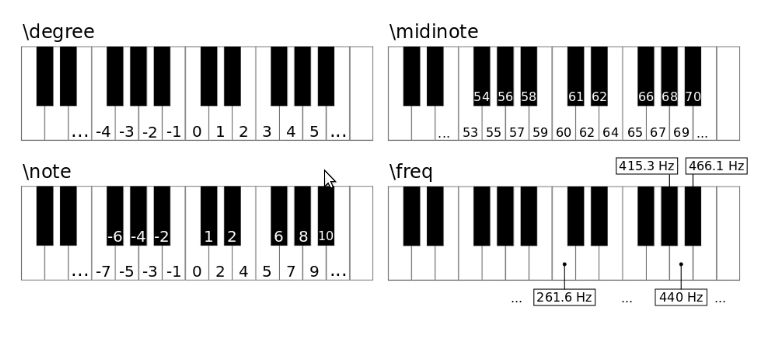 \degree
... -4 -3 -2 -1 0 1 2 3 4 5 ...
\midinote
54 56 58 61 62 66 68 70
... 53 55 57 59 60 62 64 65 67 69 ...
\note
-6 -4 -2 1 2 6 8 10
... -7 -5 -3 -1 0 2 4 5 7 9 ...
\freq
415.3 Hz 466.1 Hz
... 261.6 Hz ... 440 Hz ...